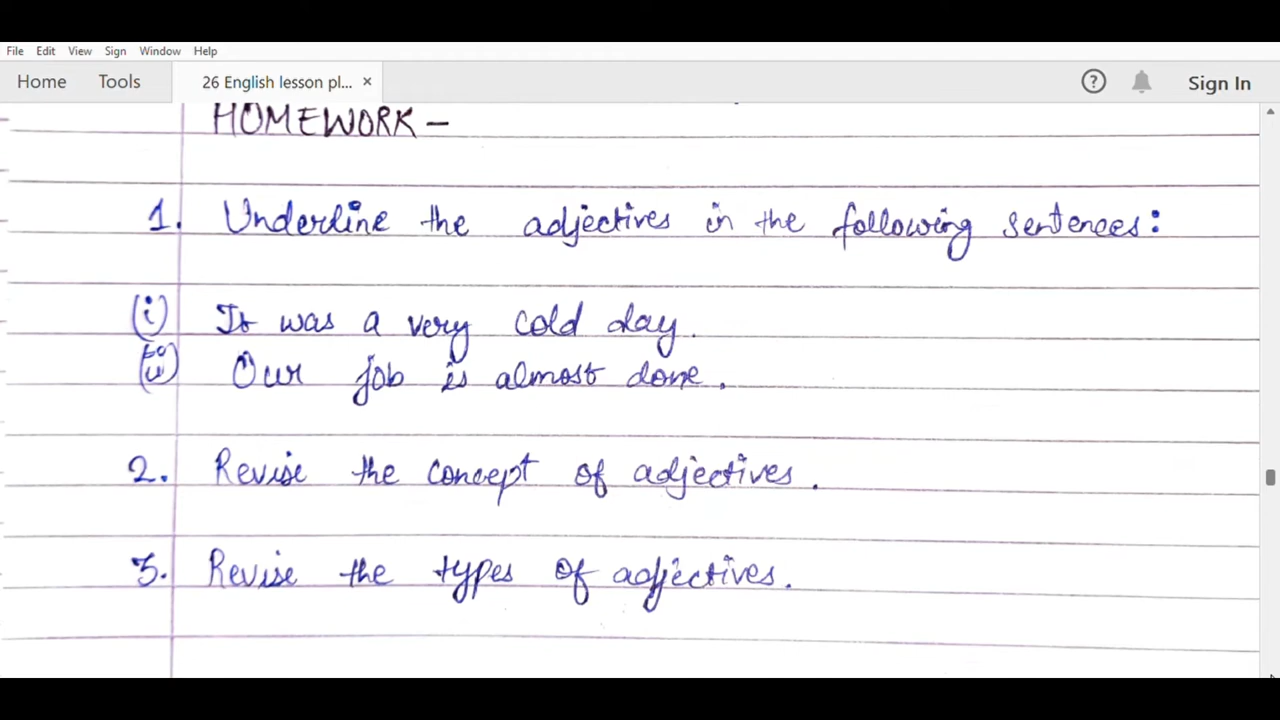 File Edit View Sign Window Help
Home Tools 26 English lesson pl... × ? Sign In
HOMEWORK –
1. Underline the adjectives in the following sentences:
(i) It was a very cold day.
(ii) Our job is almost done.
2. Revise the concept of adjectives.
3. Revise the types of adjectives.